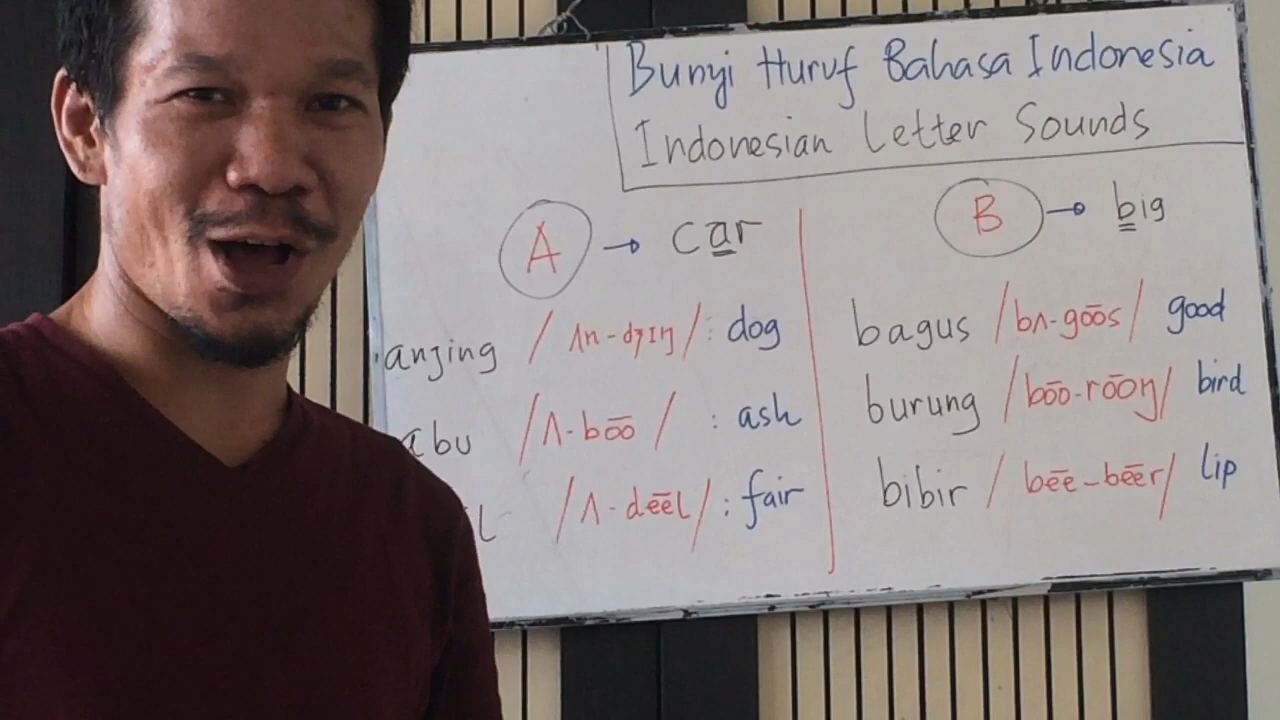 Bunyi Huruf Bahasa Indonesia
Indonesian Letter Sounds
A → car
anjing /ʌn-dʒɪŋ/ : dog
abu /ʌ-bōō/ : ash
l /ʌ-dēēl/ : fair
B → big
bagus /bʌ-gōōs/ good
burung /bōō-rōōŋ/ bird
bibir /bēē-bēēr/ lip